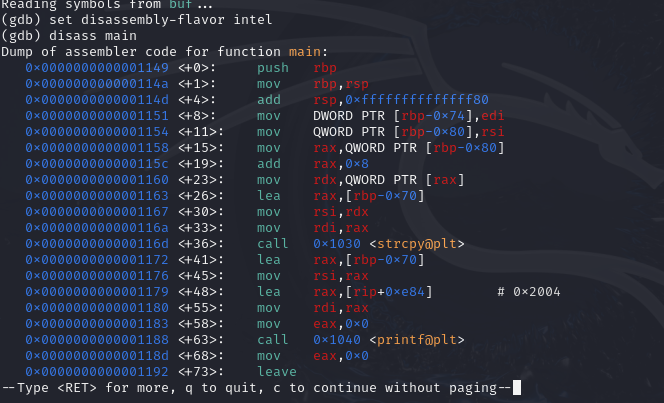 Reading symbols from buf...
(gdb) set disassembly-flavor intel
(gdb) disass main
Dump of assembler code for function main:
0x0000000000001149 <+0>: push rbp
0x000000000000114a <+1>: mov rbp,rsp
0x000000000000114d <+4>: add rsp,0xffffffffffffff80
0x0000000000001151 <+8>: mov DWORD PTR [rbp-0x74],edi
0x0000000000001154 <+11>: mov QWORD PTR [rbp-0x80],rsi
0x0000000000001158 <+15>: mov rax,QWORD PTR [rbp-0x80]
0x000000000000115c <+19>: add rax,0x8
0x0000000000001160 <+23>: mov rdx,QWORD PTR [rax]
0x0000000000001163 <+26>: lea rax,[rbp-0x70]
0x0000000000001167 <+30>: mov rsi,rdx
0x000000000000116a <+33>: mov rdi,rax
0x000000000000116d <+36>: call 0x1030 <strcpy@plt>
0x0000000000001172 <+41>: lea rax,[rbp-0x70]
0x0000000000001176 <+45>: mov rsi,rax
0x0000000000001179 <+48>: lea rax,[rip+0xe84] # 0x2004
0x0000000000001180 <+55>: mov rdi,rax
0x0000000000001183 <+58>: mov eax,0x0
0x0000000000001188 <+63>: call 0x1040 <printf@plt>
0x000000000000118d <+68>: mov eax,0x0
0x0000000000001192 <+73>: leave
--Type <RET> for more, q to quit, c to continue without paging--